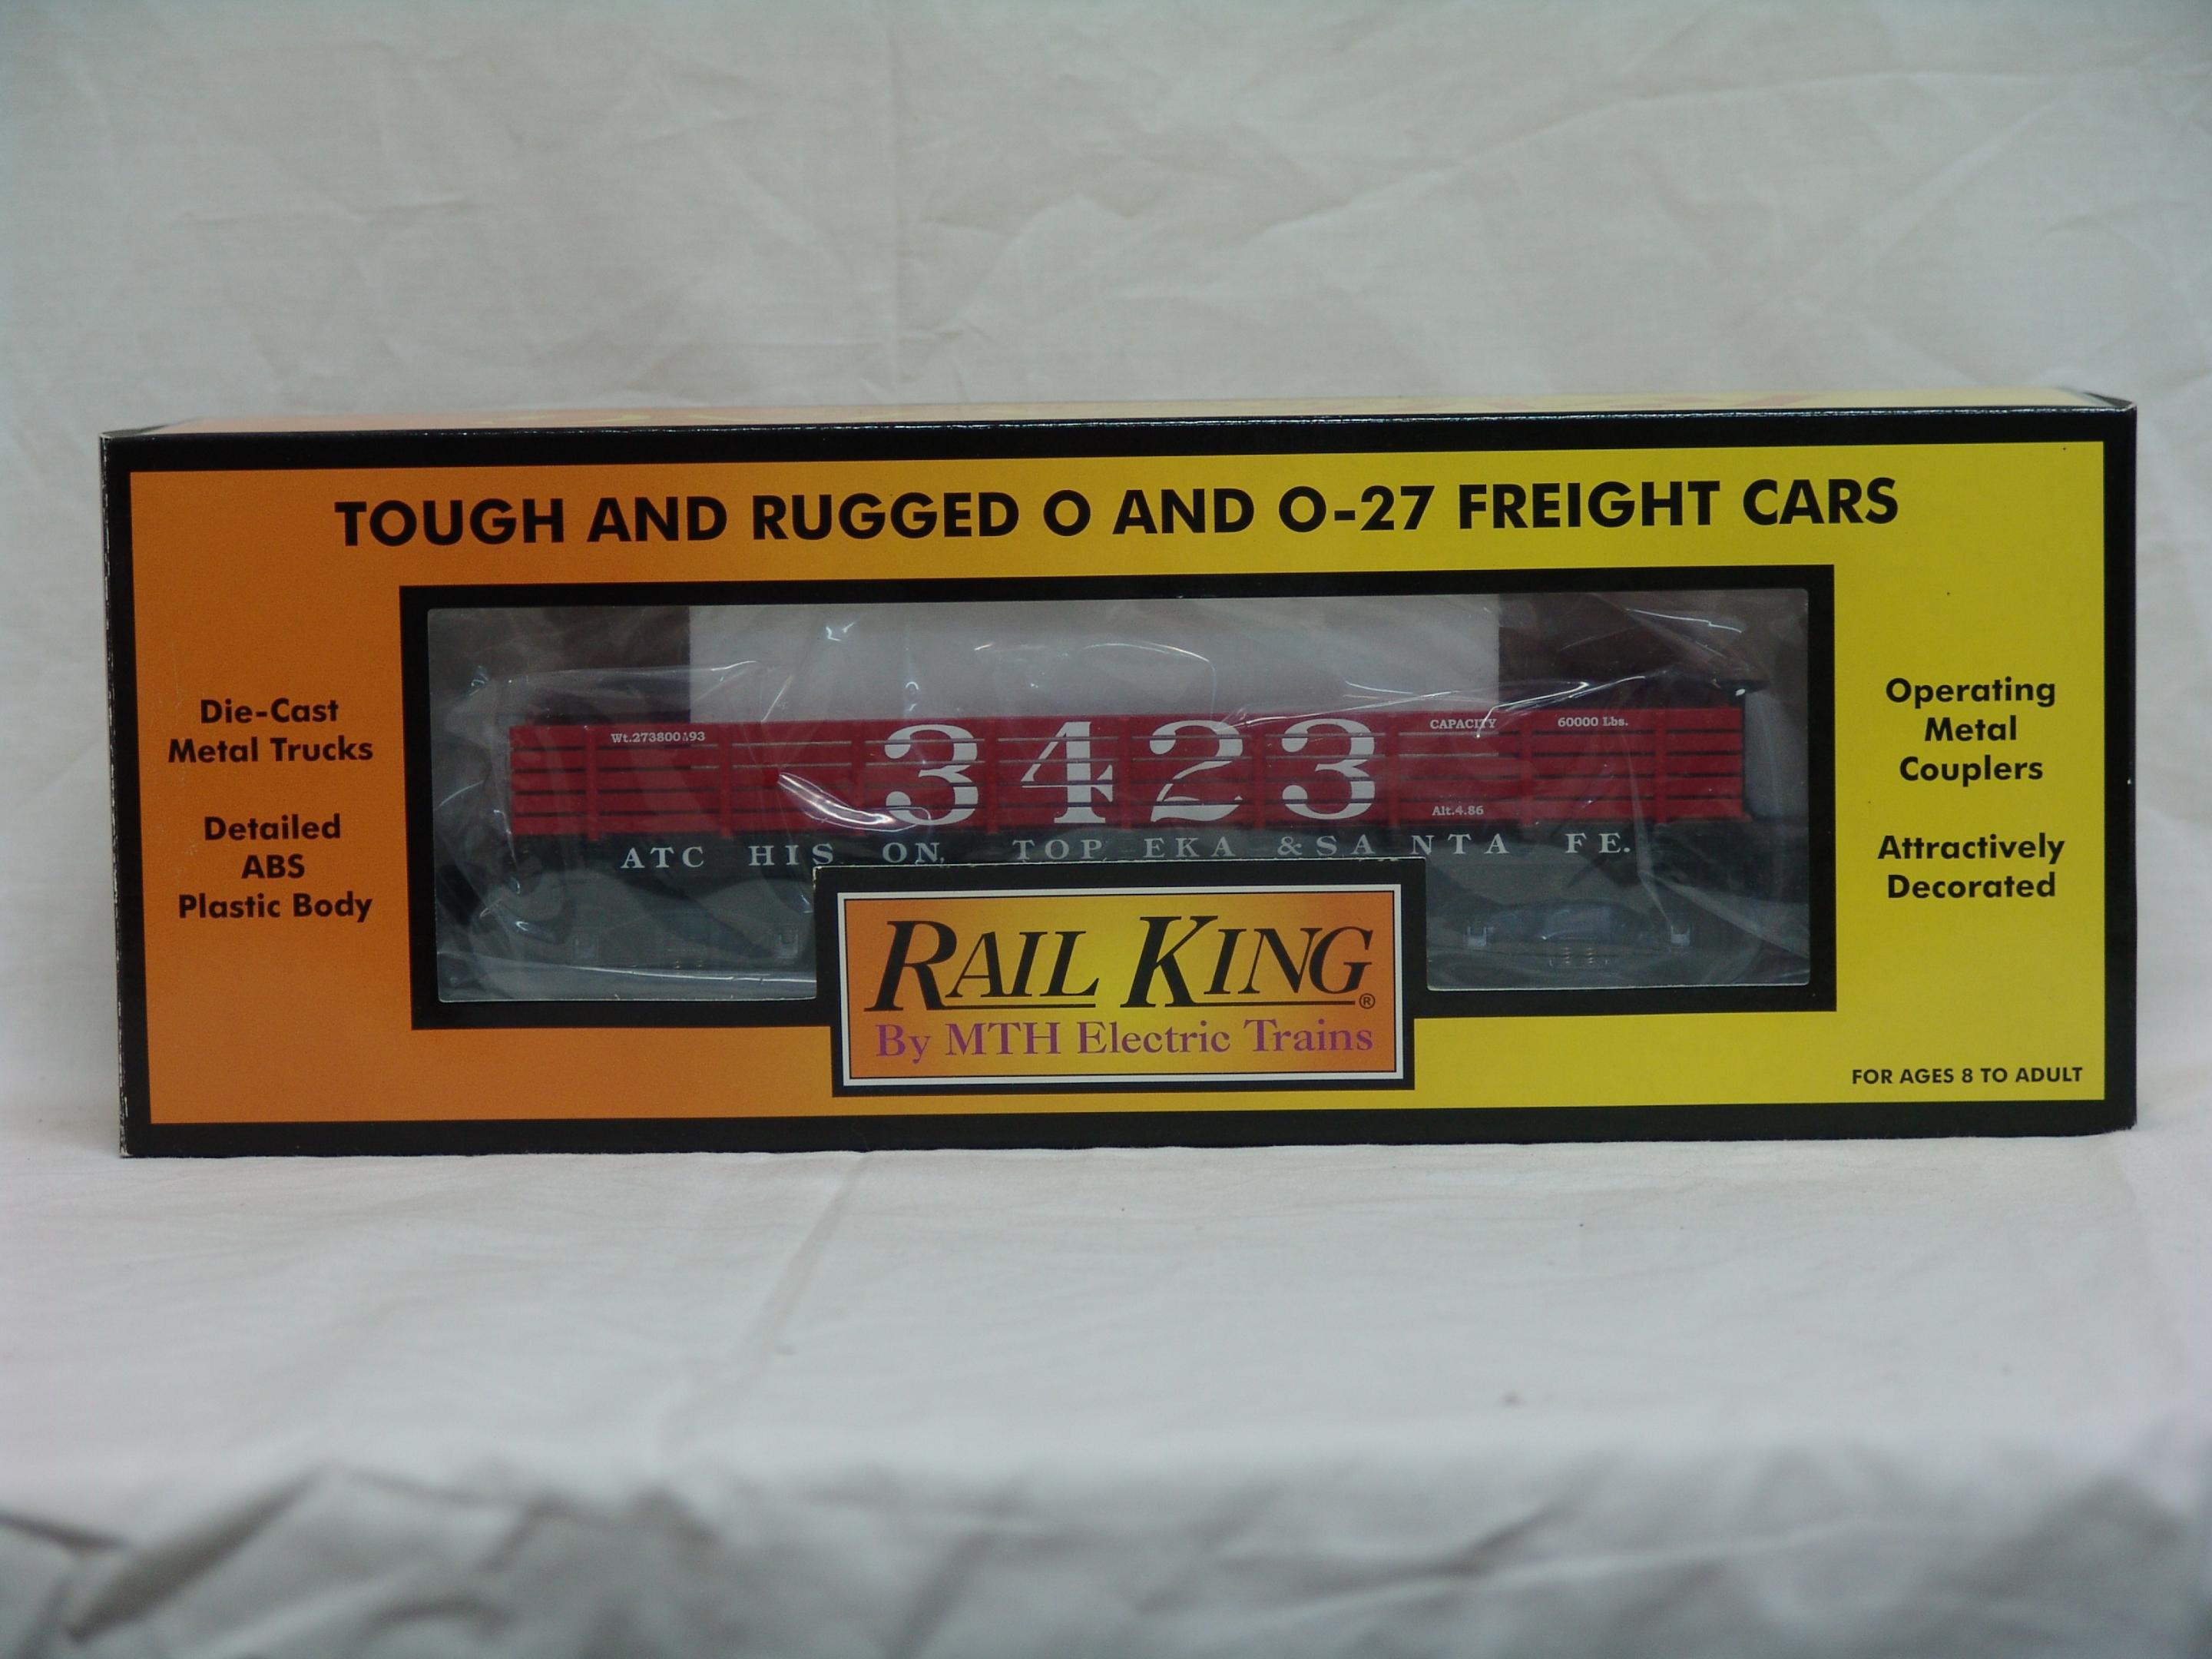 TOUGH AND RUGGED O AND O-27 FREIGHT CARS
Die-Cast
Metal Trucks
Detailed
ABS
Plastic Body
Wt.273800 93
3423
CAPACITY 60000 Lbs.
Alt.4.86
ATC HIS ON, TOP EKA & SA NTA FE.
Operating
Metal
Couplers
Attractively
Decorated
RAIL KING®
By MTH Electric Trains
FOR AGES 8 TO ADULT